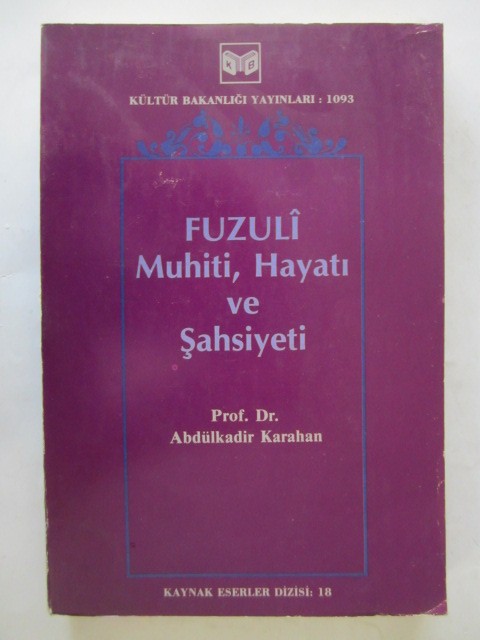 K B
KÜLTÜR BAKANLIĞI YAYINLARI : 1093
FUZULÎ
Muhiti, Hayatı
ve
Şahsiyeti
Prof. Dr.
Abdülkadir Karahan
KAYNAK ESERLER DİZİSİ: 18